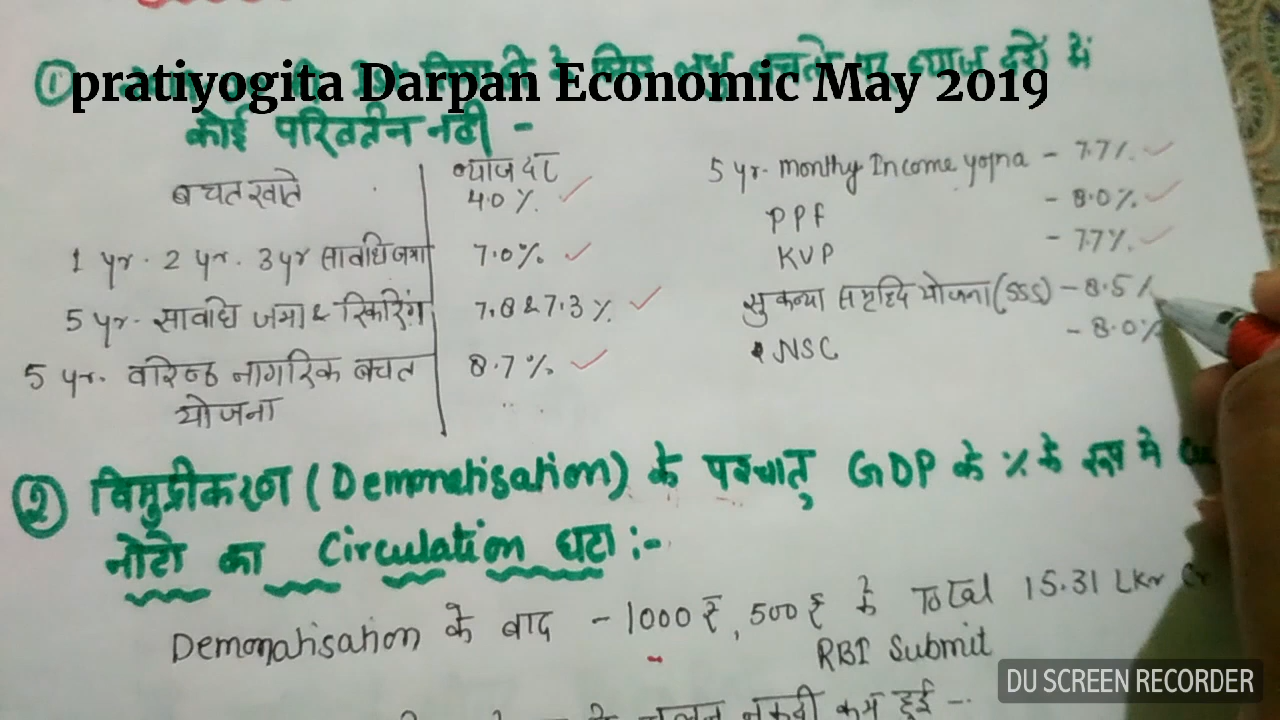 pratiyogita Darpan Economic May 2019
① में
कोई परिवर्तन नही -
ब्याज दर
बचत खाते 4.0 %.
1 yr. 2 yr. 3 yr सावधि जमा 7.0%.
5 yr. सावधि जमा & रिकरिंग 7.8 & 7.3 %.
5 yr. वरिष्ठ नागरिक बचत 8.7 %.
योजना
5 yr. monthy Income yojna - 7.7%.
PPF - 8.0%.
KVP - 7.7%.
सुकन्या समृद्दि योजना (SSS) - 8.5 %
NSC - 8.0%
② विमुद्रीकरण (Demonetisation) के पश्चात् GDP के % के रूप मे
नोटो का Circulation घटा :-
Demonatisation के बाद - 1000 ₹, 500 ₹ के Total 15.31 Lkr Cr
RBI Submit
कम हुई -
DU SCREEN RECORDER